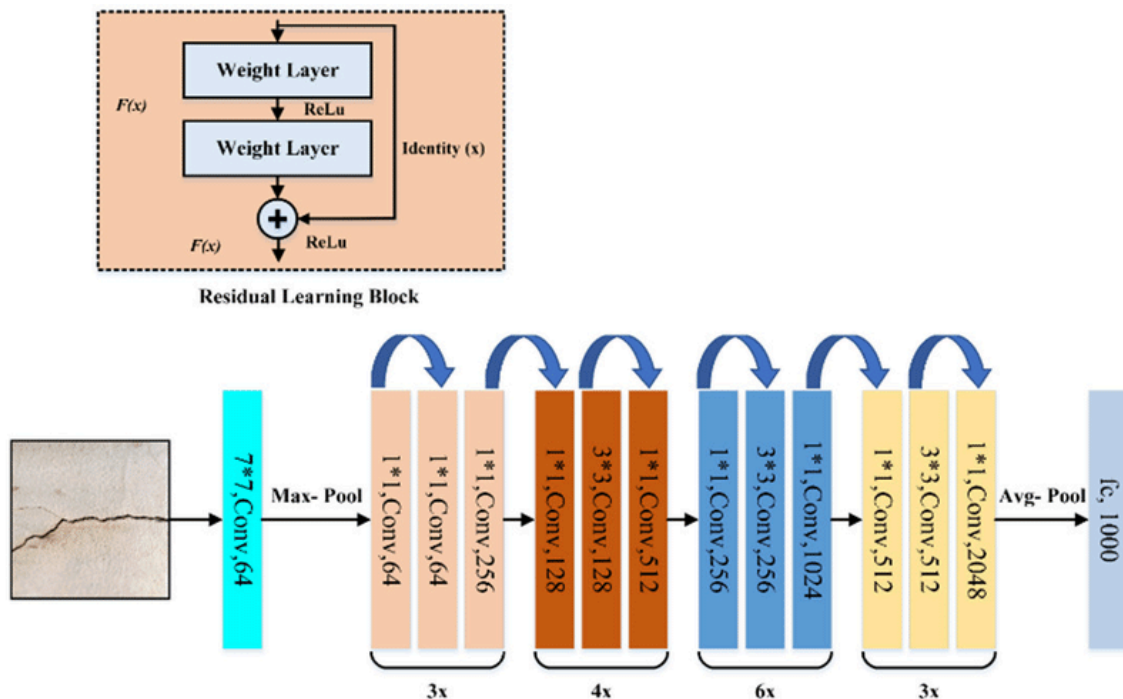 Weight Layer
F(x)
ReLu
Weight Layer
Identity (x)
F(x)
ReLu
Residual Learning Block
7*7,Conv,64
Max- Pool
1*1,Conv,64
1*1,Conv,64
1*1,Conv,256
1*1,Conv,128
3*3,Conv,128
1*1,Conv,512
1*1,Conv,256
3*3,Conv,256
1*1,Conv,1024
1*1,Conv,512
3*3,Conv,512
1*1,Conv,2048
Avg- Pool
fc, 1000
3x
4x
6x
3x